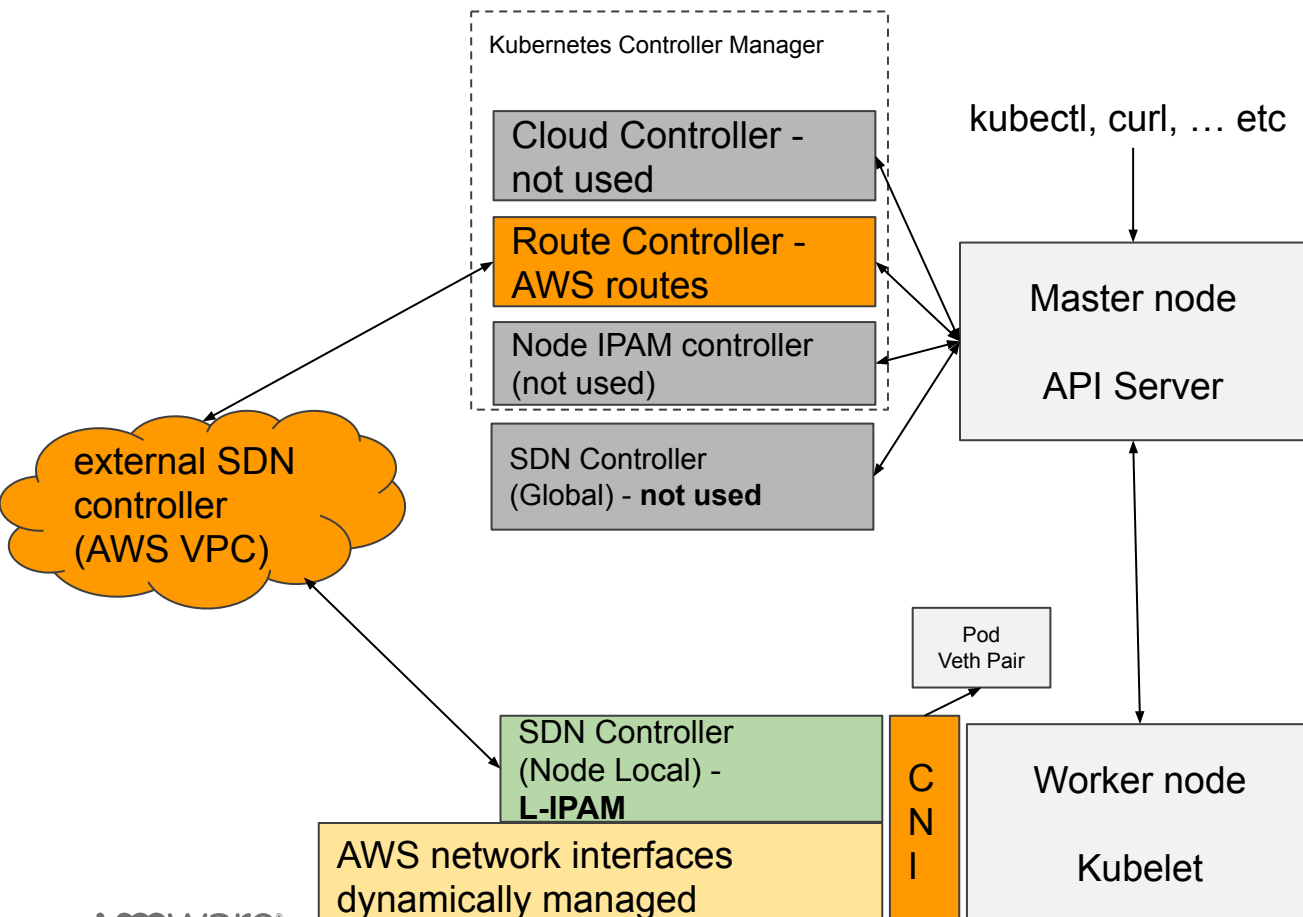 Kubernetes Controller Manager
Cloud Controller -
not used
Route Controller -
AWS routes
Node IPAM controller
(not used)
SDN Controller
(Global) - not used
kubectl, curl, … etc
Master node
API Server
external SDN
controller
(AWS VPC)
Pod
Veth Pair
SDN Controller
(Node Local) -
L-IPAM
AWS network interfaces
dynamically managed
C
N
I
Worker node
Kubelet